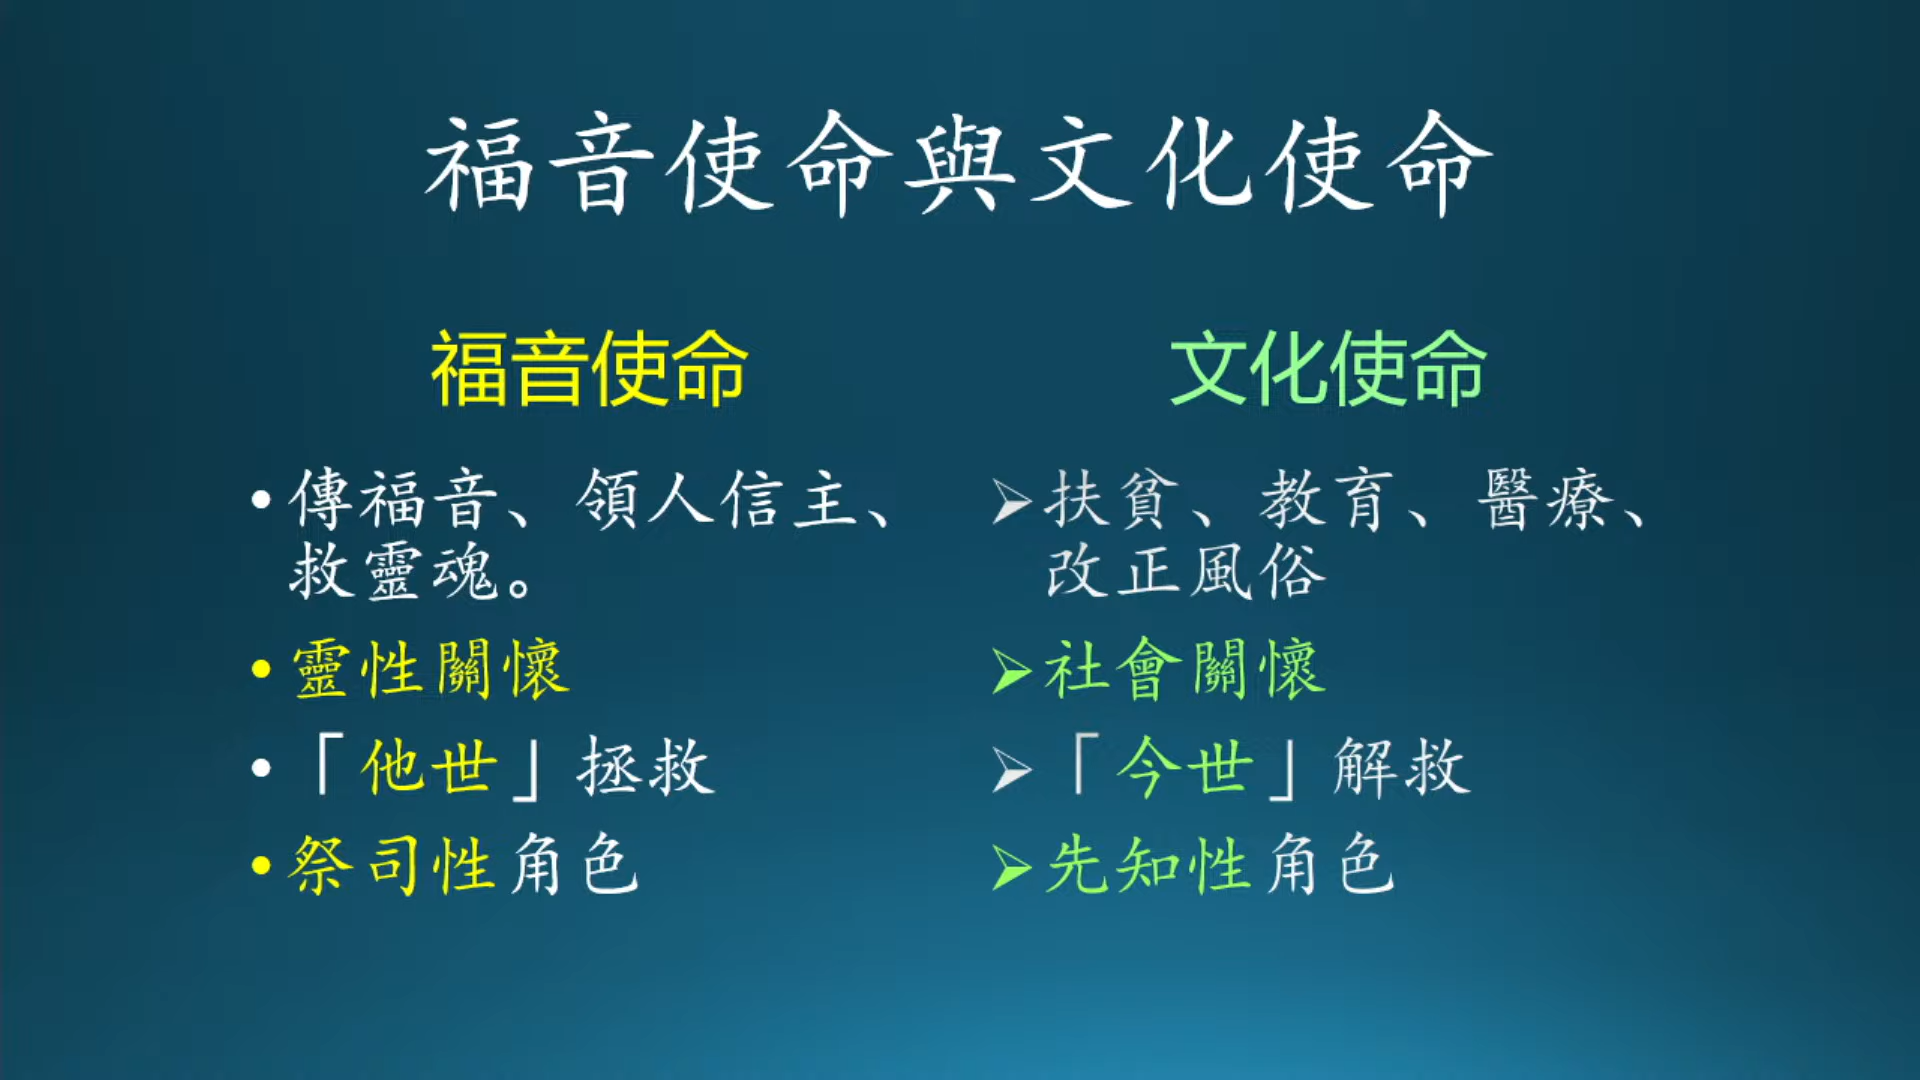 福音使命與文化使命
福音使命
•傳福音、領人信主、
救靈魂。
•靈性關懷
•「他世」拯救
•祭司性角色
文化使命
➢扶貧、教育、醫療、
改正風俗
➢社會關懷
➢「今世」解救
➢先知性角色